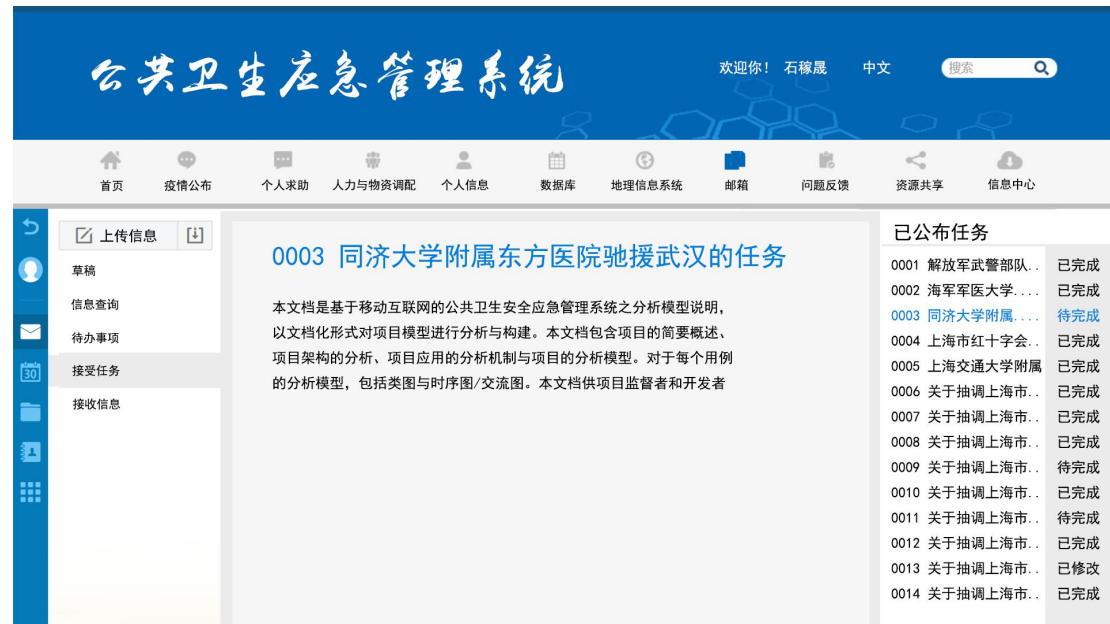 公共卫生应急管理系统
欢迎你！ 石稼晟 中文 搜索
首页 疫情公布 个人求助 人力与物资调配 个人信息 数据库 地理信息系统 邮箱 问题反馈 资源共享 信息中心
上传信息
草稿
信息查询
待办事项
接受任务
接收信息
30
0003 同济大学附属东方医院驰援武汉的任务
本文档是基于移动互联网的公共卫生安全应急管理系统之分析模型说明，
以文档化形式对项目模型进行分析与构建。本文档包含项目的简要概述、
项目架构的分析、项目应用的分析机制与项目的分析模型。对于每个用例
的分析模型，包括类图与时序图/交流图。本文档供项目监督者和开发者
已公布任务
0001 解放军武警部队.. 已完成
0002 海军军医大学.... 已完成
0003 同济大学附属.... 待完成
0004 上海市红十字会.. 已完成
0005 上海交通大学附属 已完成
0006 关于抽调上海市.. 已完成
0007 关于抽调上海市.. 已完成
0008 关于抽调上海市.. 已完成
0009 关于抽调上海市.. 待完成
0010 关于抽调上海市.. 已完成
0011 关于抽调上海市.. 待完成
0012 关于抽调上海市.. 已完成
0013 关于抽调上海市.. 已修改
0014 关于抽调上海市.. 已完成